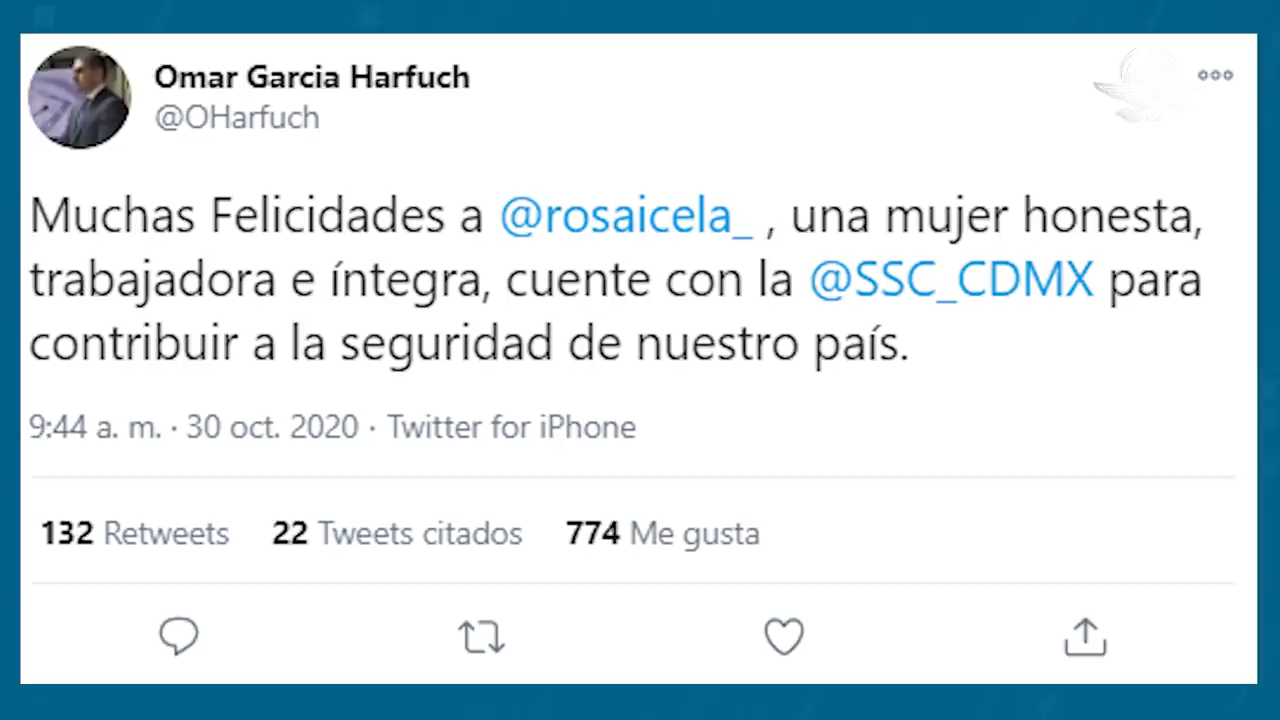 Omar Garcia Harfuch
@OHarfuch
Muchas Felicidades a @rosaicela_ , una mujer honesta,
trabajadora e íntegra, cuente con la @SSC_CDMX para
contribuir a la seguridad de nuestro país.
9:44 a. m. · 30 oct. 2020 · Twitter for iPhone
132 Retweets 22 Tweets citados 774 Me gusta